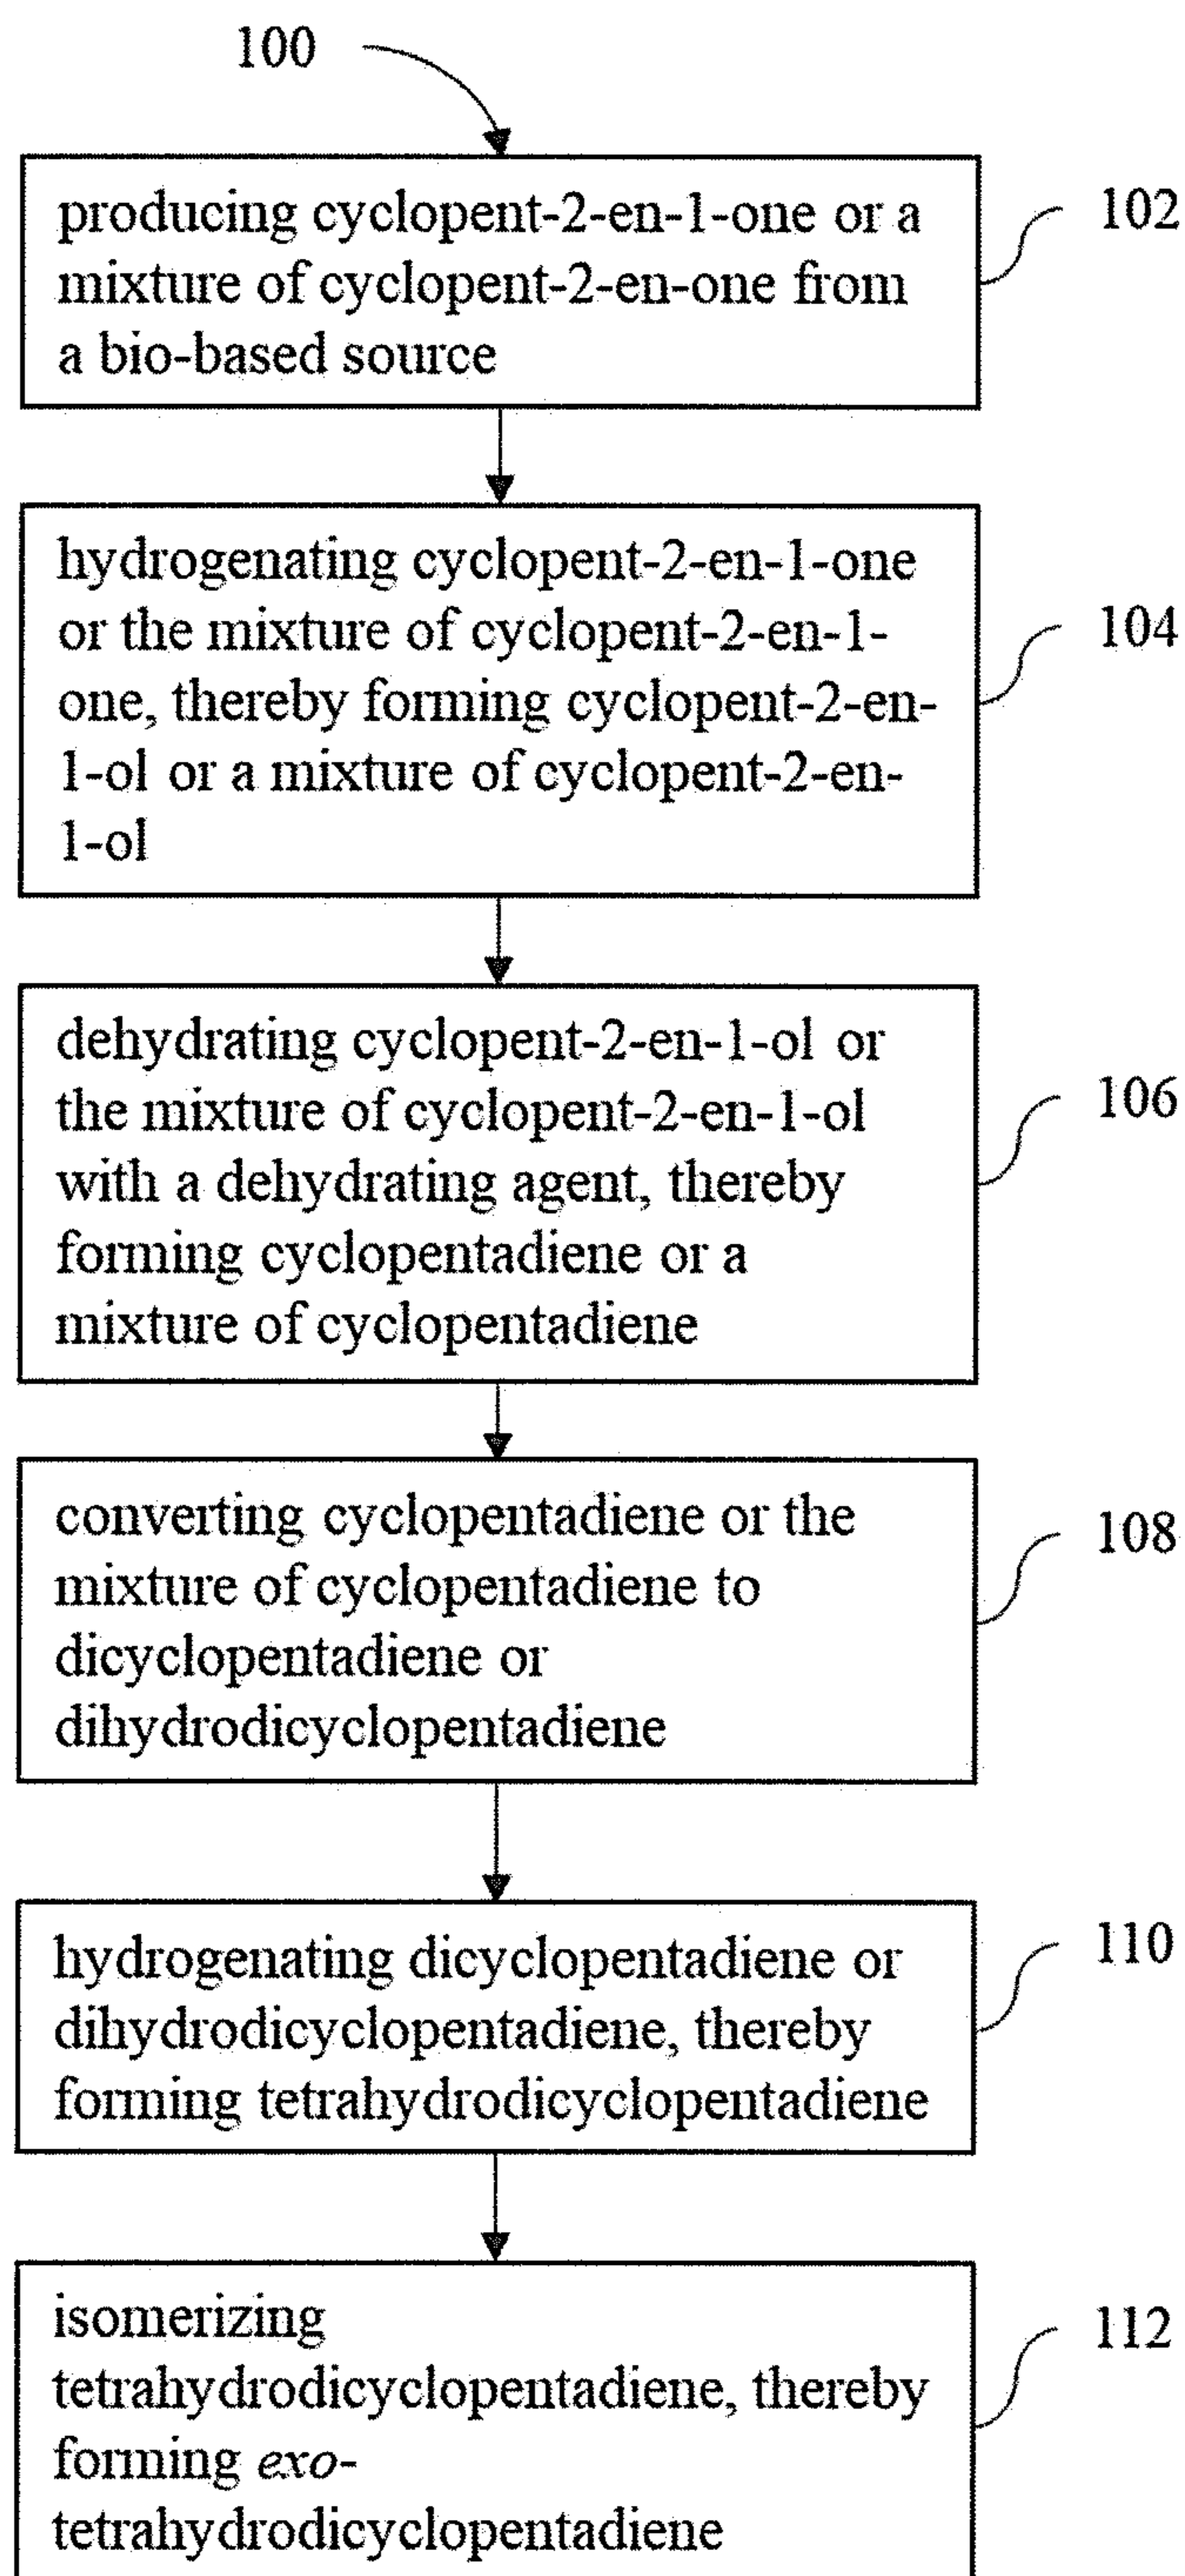 100
producing cyclopent-2-en-1-one or a
mixture of cyclopent-2-en-one from
a bio-based source
102
hydrogenating cyclopent-2-en-1-one
or the mixture of cyclopent-2-en-1-
one, thereby forming cyclopent-2-en-
1-ol or a mixture of cyclopent-2-en-
1-ol
104
dehydrating cyclopent-2-en-1-ol or
the mixture of cyclopent-2-en-1-ol
with a dehydrating agent, thereby
forming cyclopentadiene or a
mixture of cyclopentadiene
106
converting cyclopentadiene or the
mixture of cyclopentadiene to
dicyclopentadiene or
dihydrodicyclopentadiene
108
hydrogenating dicyclopentadiene or
dihydrodicyclopentadiene, thereby
forming tetrahydrodicyclopentadiene
110
isomerizing
tetrahydrodicyclopentadiene, thereby
forming exo-
tetrahydrodicyclopentadiene
112